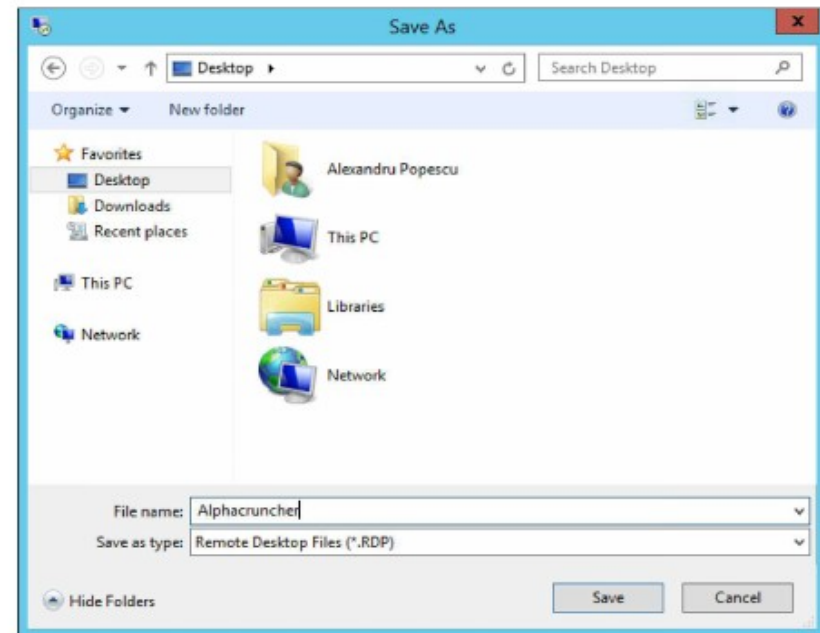 Save As
Desktop
Search Desktop
Organize
New folder
Favorites
Desktop
Downloads
Recent places
This PC
Network
Alexandru Popescu
This PC
Libraries
Network
File name: Alphacruncher
Save as type: Remote Desktop Files (*.RDP)
Hide Folders
Save
Cancel